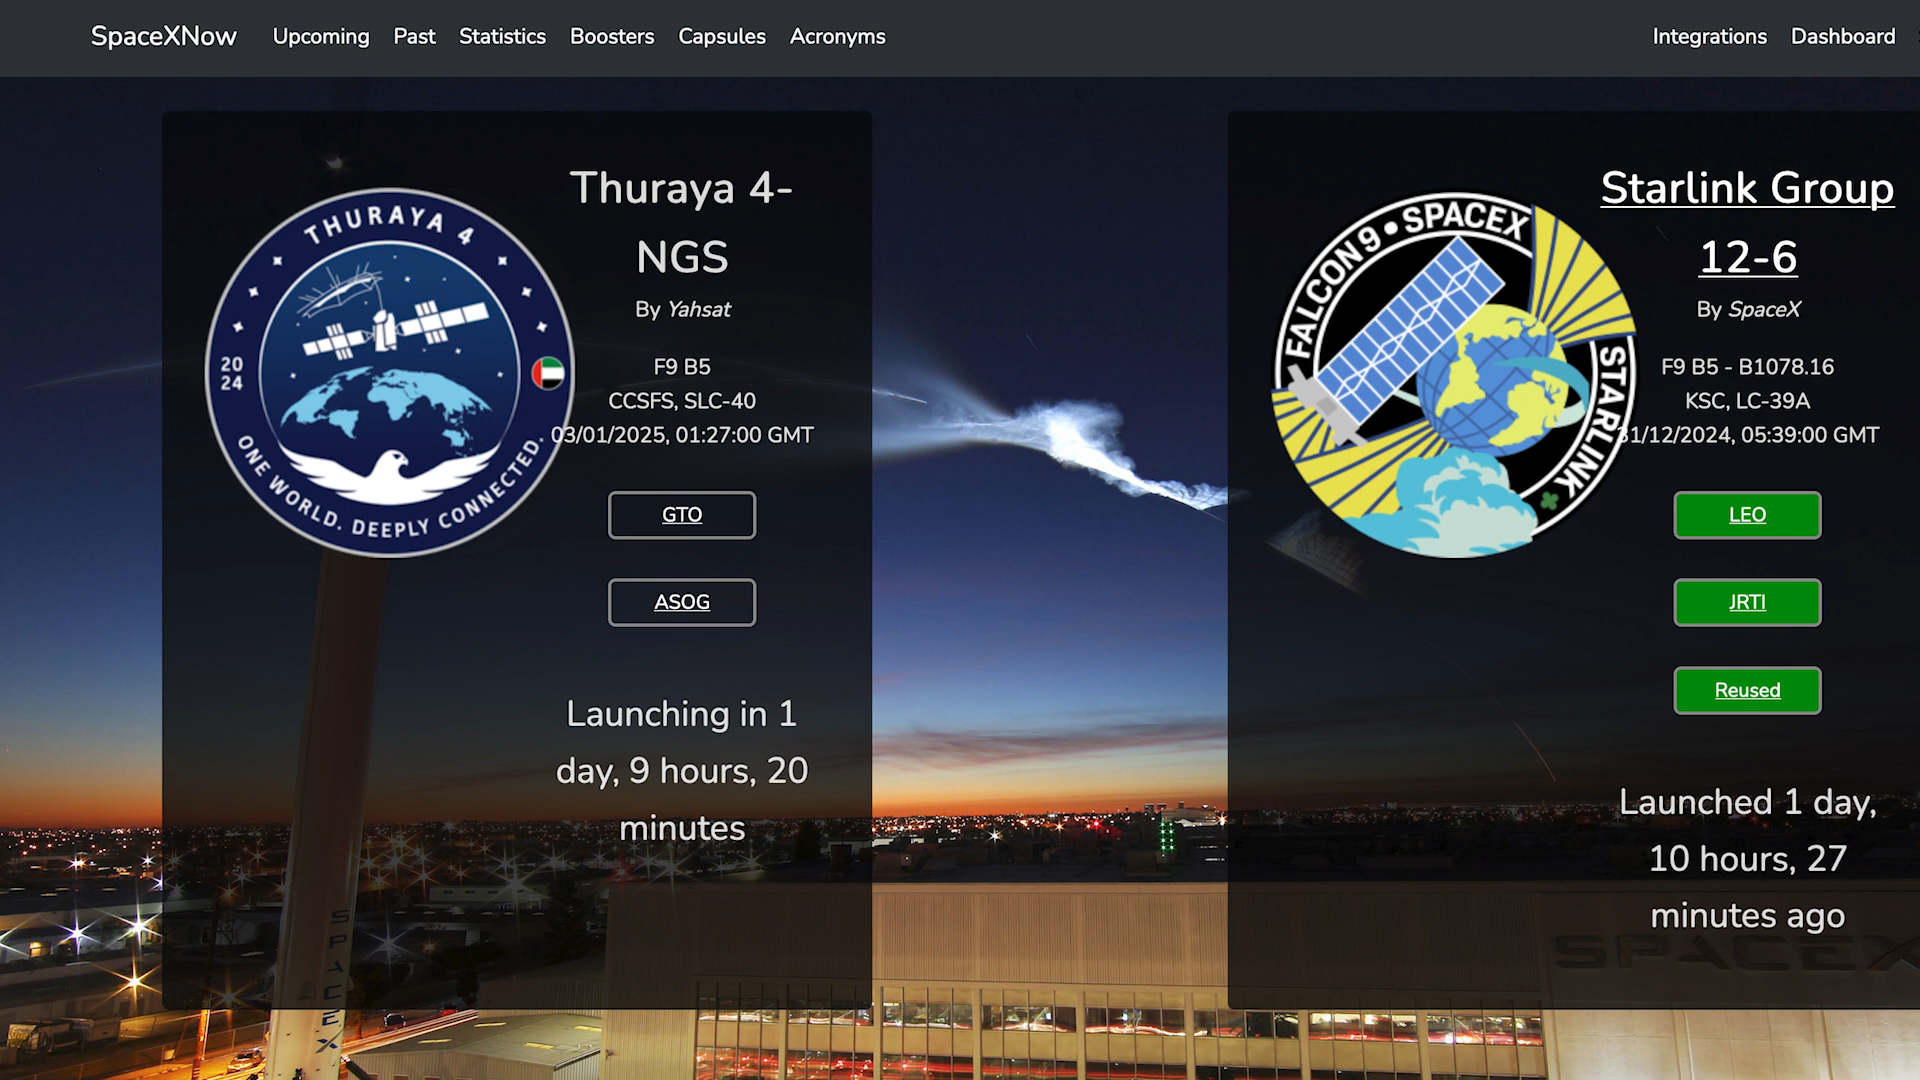 SpaceXNow Upcoming Past Statistics Boosters Capsules Acronyms Integrations Dashboard
THURAYA 4
2024
ONE WORLD. DEEPLY CONNECTED.
Thuraya 4-
NGS
By Yahsat
F9 B5
CCSFS, SLC-40
03/01/2025, 01:27:00 GMT
GTO
ASOG
Launching in 1
day, 9 hours, 20
minutes
FALCON 9 • SPACEX
STARLINK
Starlink Group
12-6
By SpaceX
F9 B5 - B1078.16
KSC, LC-39A
31/12/2024, 05:39:00 GMT
LEO
JRTI
Reused
Launched 1 day,
10 hours, 27
minutes ago
SPACEX
SPACEX